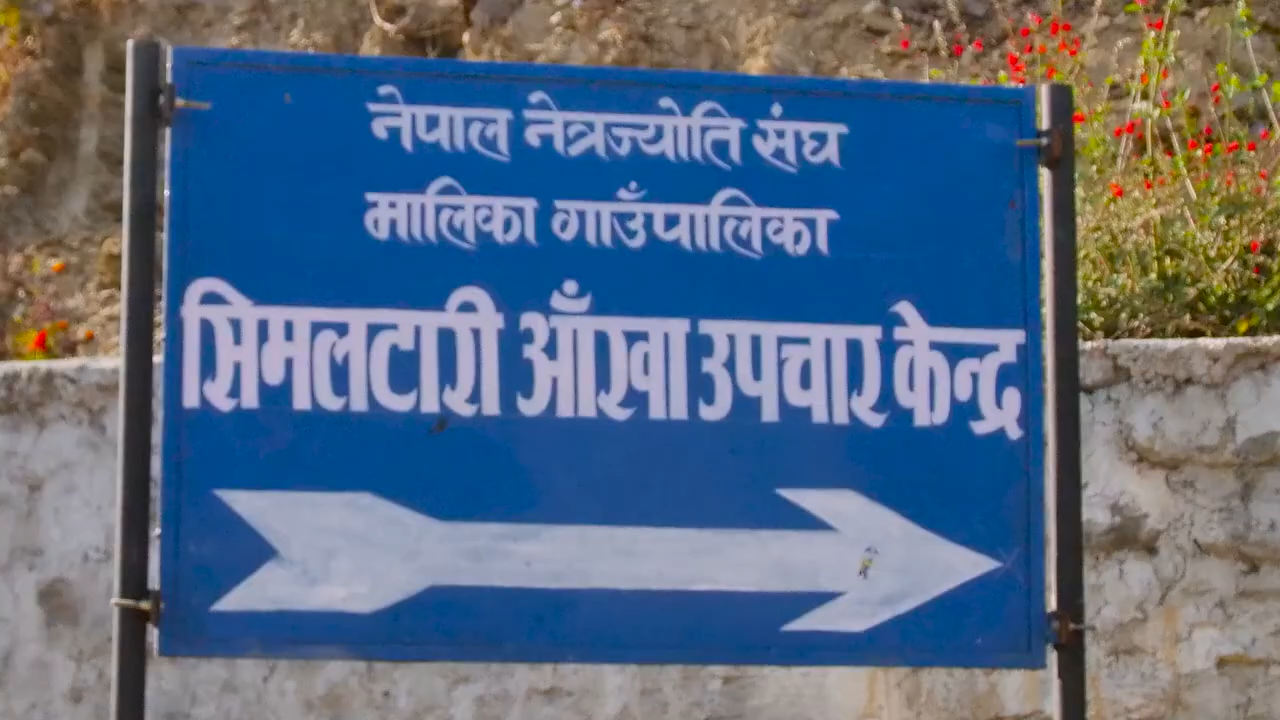 नेपाल नेत्रज्योति संघ
मालिका गाउँपालिका
सिमलटारी आँखा उपचार केन्द्र